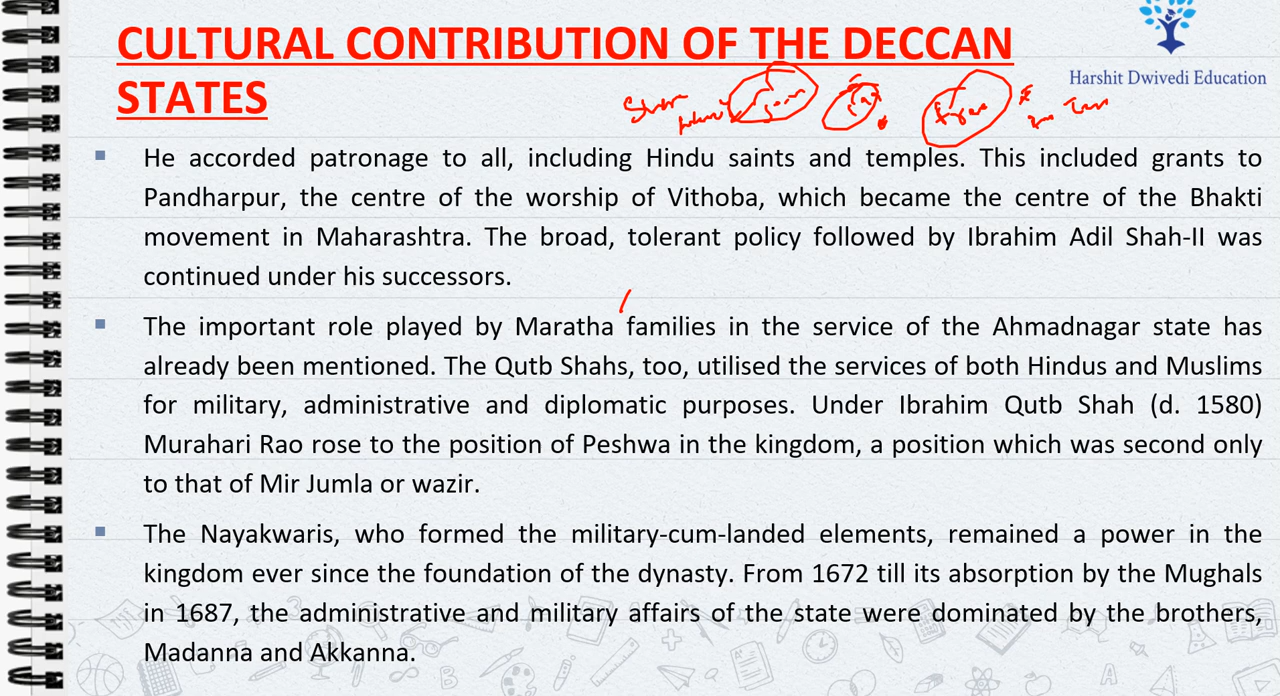 CULTURAL CONTRIBUTION OF THE DECCAN
STATES
Harshit Dwivedi Education
He accorded patronage to all, including Hindu saints and temples. This included grants to
Pandharpur, the centre of the worship of Vithoba, which became the centre of the Bhakti
movement in Maharashtra. The broad, tolerant policy followed by Ibrahim Adil Shah-II was
continued under his successors.
The important role played by Maratha families in the service of the Ahmadnagar state has
already been mentioned. The Qutb Shahs, too, utilised the services of both Hindus and Muslims
for military, administrative and diplomatic purposes. Under Ibrahim Qutb Shah (d. 1580)
Murahari Rao rose to the position of Peshwa in the kingdom, a position which was second only
to that of Mir Jumla or wazir.
The Nayakwaris, who formed the military-cum-landed elements, remained a power in the
kingdom ever since the foundation of the dynasty. From 1672 till its absorption by the Mughals
in 1687, the administrative and military affairs of the state were dominated by the brothers,
Madanna and Akkanna.